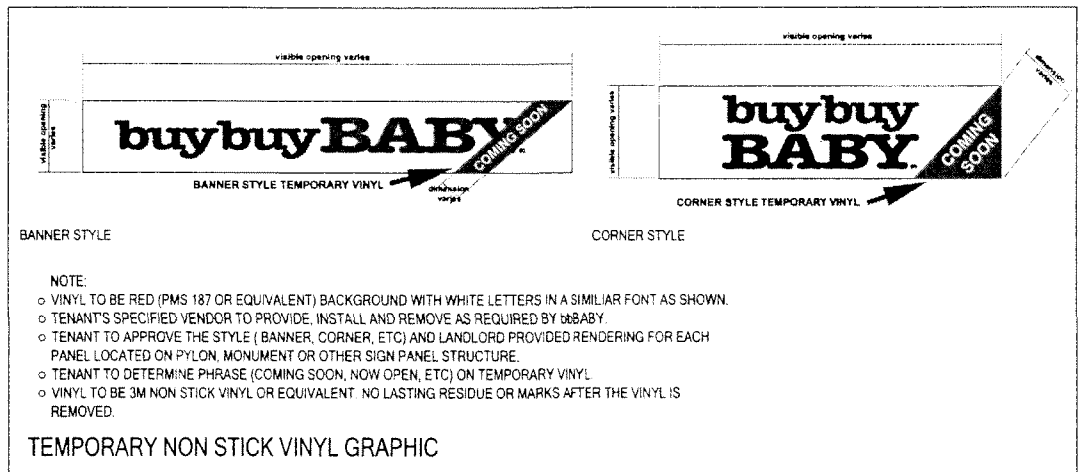 visible opening varies
visible opening varies
buybuyBABY
COMING SOON
BANNER STYLE TEMPORARY VINYL
dimension varies
BANNER STYLE
visible opening varies
dimension varies
visible opening varies
buybuy
BABY
COMING
SOON
CORNER STYLE TEMPORARY VINYL
CORNER STYLE
NOTE:
o VINYL TO BE RED (PMS 187 OR EQUIVALENT) BACKGROUND WITH WHITE LETTERS IN A SIMILIAR FONT AS SHOWN.
o TENANT'S SPECIFIED VENDOR TO PROVIDE, INSTALL AND REMOVE AS REQUIRED BY bbBABY.
o TENANT TO APPROVE THE STYLE ( BANNER, CORNER, ETC) AND LANDLORD PROVIDED RENDERING FOR EACH
PANEL LOCATED ON PYLON, MONUMENT OR OTHER SIGN PANEL STRUCTURE.
o TENANT TO DETERMINE PHRASE (COMING SOON, NOW OPEN, ETC) ON TEMPORARY VINYL
o VINYL TO BE 3M NON STICK VINYL OR EQUIVALENT. NO LASTING RESIDUE OR MARKS AFTER THE VINYL IS
REMOVED.
TEMPORARY NON STICK VINYL GRAPHIC